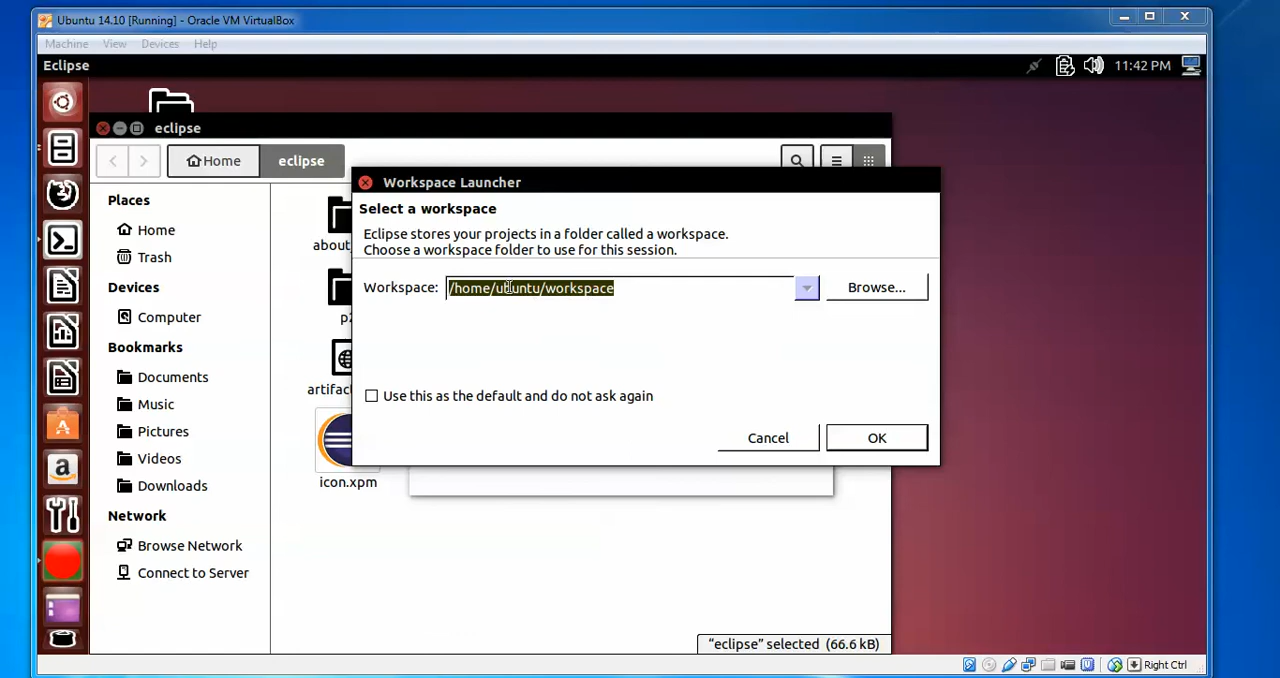 Ubuntu 14.10 [Running] - Oracle VM VirtualBox
Machine View Devices Help
Eclipse
11:42 PM
eclipse
Home
eclipse
Workspace Launcher
Places
Select a workspace
Home
Eclipse stores your projects in a folder called a workspace.
about_
Choose a workspace folder to use for this session.
Trash
Devices
Workspace:
/home/ubuntu/workspace
Browse...
Computer
p2
Bookmarks
Documents
artifac
Use this as the default and do not ask again
Music
Pictures
Cancel
OK
Videos
Downloads
icon.xpm
Network
Browse Network
Connect to Server
“eclipse” selected (66.6 kB)
Right Ctrl